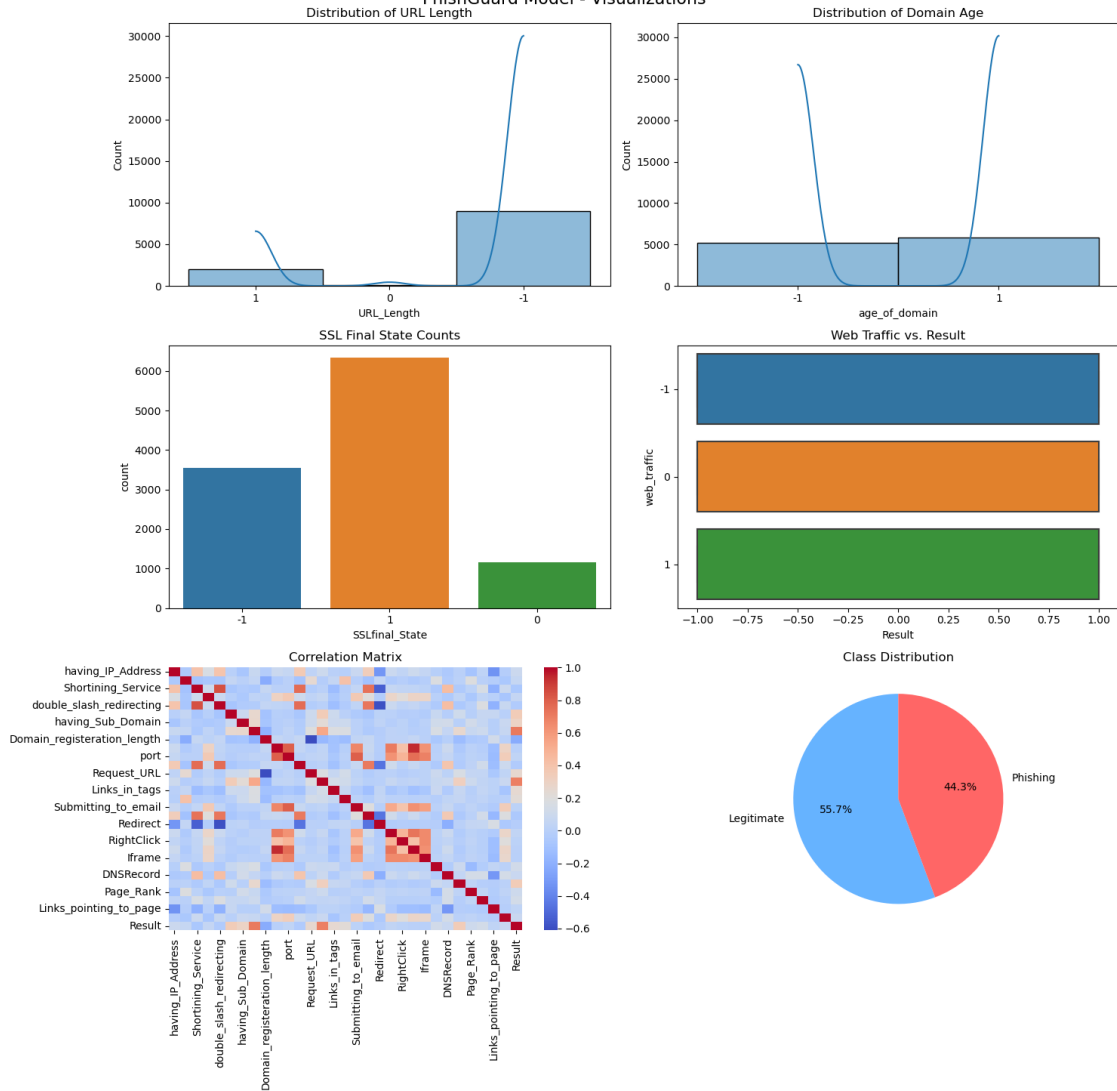 PhishGuard Model - Visualizations
Distribution of URL Length
30000
25000
20000
15000
10000
5000
0
Count
1
0
-1
URL_Length
Distribution of Domain Age
30000
25000
20000
15000
10000
5000
0
Count
-1
1
age_of_domain
SSL Final State Counts
6000
5000
4000
3000
2000
1000
0
count
-1
1
0
SSLfinal_State
Web Traffic vs. Result
-1
0
1
web_traffic
−1.00
−0.75
−0.50
−0.25
0.00
0.25
0.50
0.75
1.00
Result
Correlation Matrix
having_IP_Address
Shortining_Service
double_slash_redirecting
having_Sub_Domain
Domain_registeration_length
port
Request_URL
Links_in_tags
Submitting_to_email
Redirect
RightClick
Iframe
DNSRecord
Page_Rank
Links_pointing_to_page
Result
having_IP_Address
Shortining_Service
double_slash_redirecting
having_Sub_Domain
Domain_registeration_length
port
Request_URL
Links_in_tags
Submitting_to_email
Redirect
RightClick
Iframe
DNSRecord
Page_Rank
Links_pointing_to_page
Result
1.0
0.8
0.6
0.4
0.2
0.0
−0.2
−0.4
−0.6
Class Distribution
Legitimate
55.7%
44.3%
Phishing